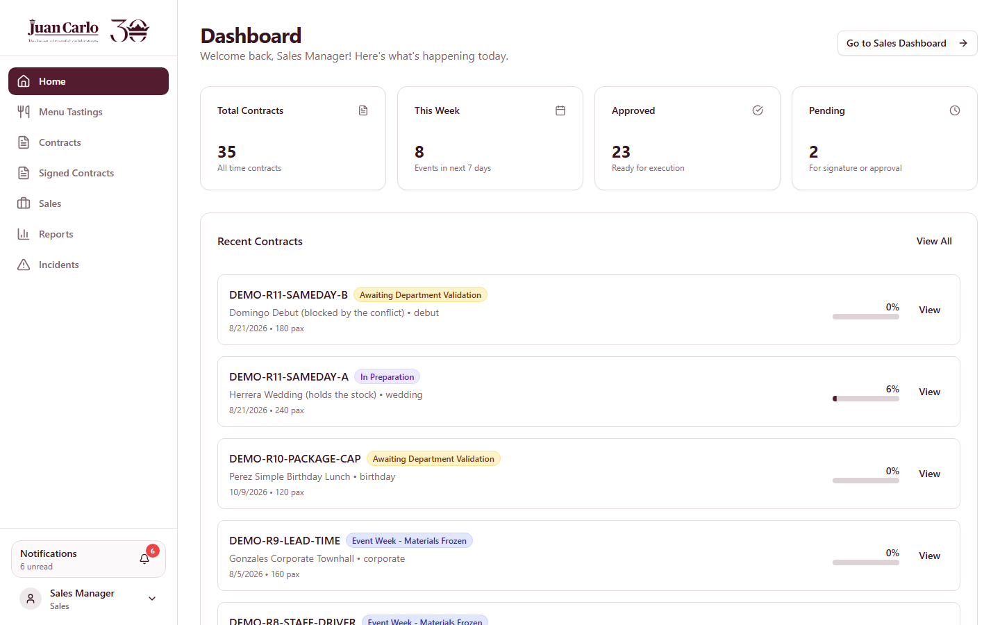 Juan Carlo 30
Dashboard
Welcome back, Sales Manager! Here's what's happening today.
Go to Sales Dashboard
Home
Menu Tastings
Contracts
Signed Contracts
Sales
Reports
Incidents
Total Contracts
35
All time contracts
This Week
8
Events in next 7 days
Approved
23
Ready for execution
Pending
2
For signature or approval
Recent Contracts
View All
DEMO-R11-SAMEDAY-B Awaiting Department Validation
Domingo Debut (blocked by the conflict) • debut
8/21/2026 • 180 pax
0%
View
DEMO-R11-SAMEDAY-A In Preparation
Herrera Wedding (holds the stock) • wedding
8/21/2026 • 240 pax
6%
View
DEMO-R10-PACKAGE-CAP Awaiting Department Validation
Perez Simple Birthday Lunch • birthday
10/9/2026 • 120 pax
0%
View
DEMO-R9-LEAD-TIME Event Week - Materials Frozen
Gonzales Corporate Townhall • corporate
8/5/2026 • 160 pax
0%
View
DEMO-R8-STAFF-DRIVER Event Week - Materials Frozen
Notifications
6 unread
6
Sales Manager
Sales